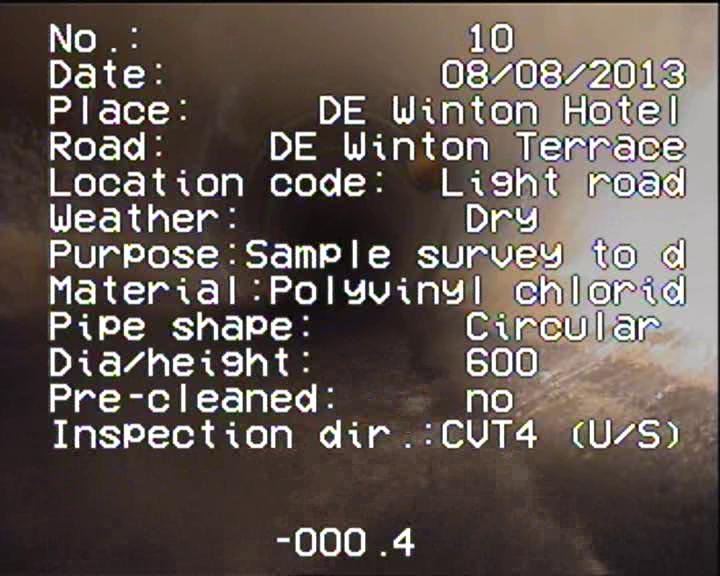 No.: 10
Date: 08/08/2013
Place: DE Winton Hotel
Road: DE Winton Terrace
Location code: Light road
Weather: Dry
Purpose:Sample survey to d
Material:Polyvinyl chlorid
Pipe shape: Circular
Dia/height: 600
Pre-cleaned: no
Inspection dir.:CVT4 (U/S)
-000.4